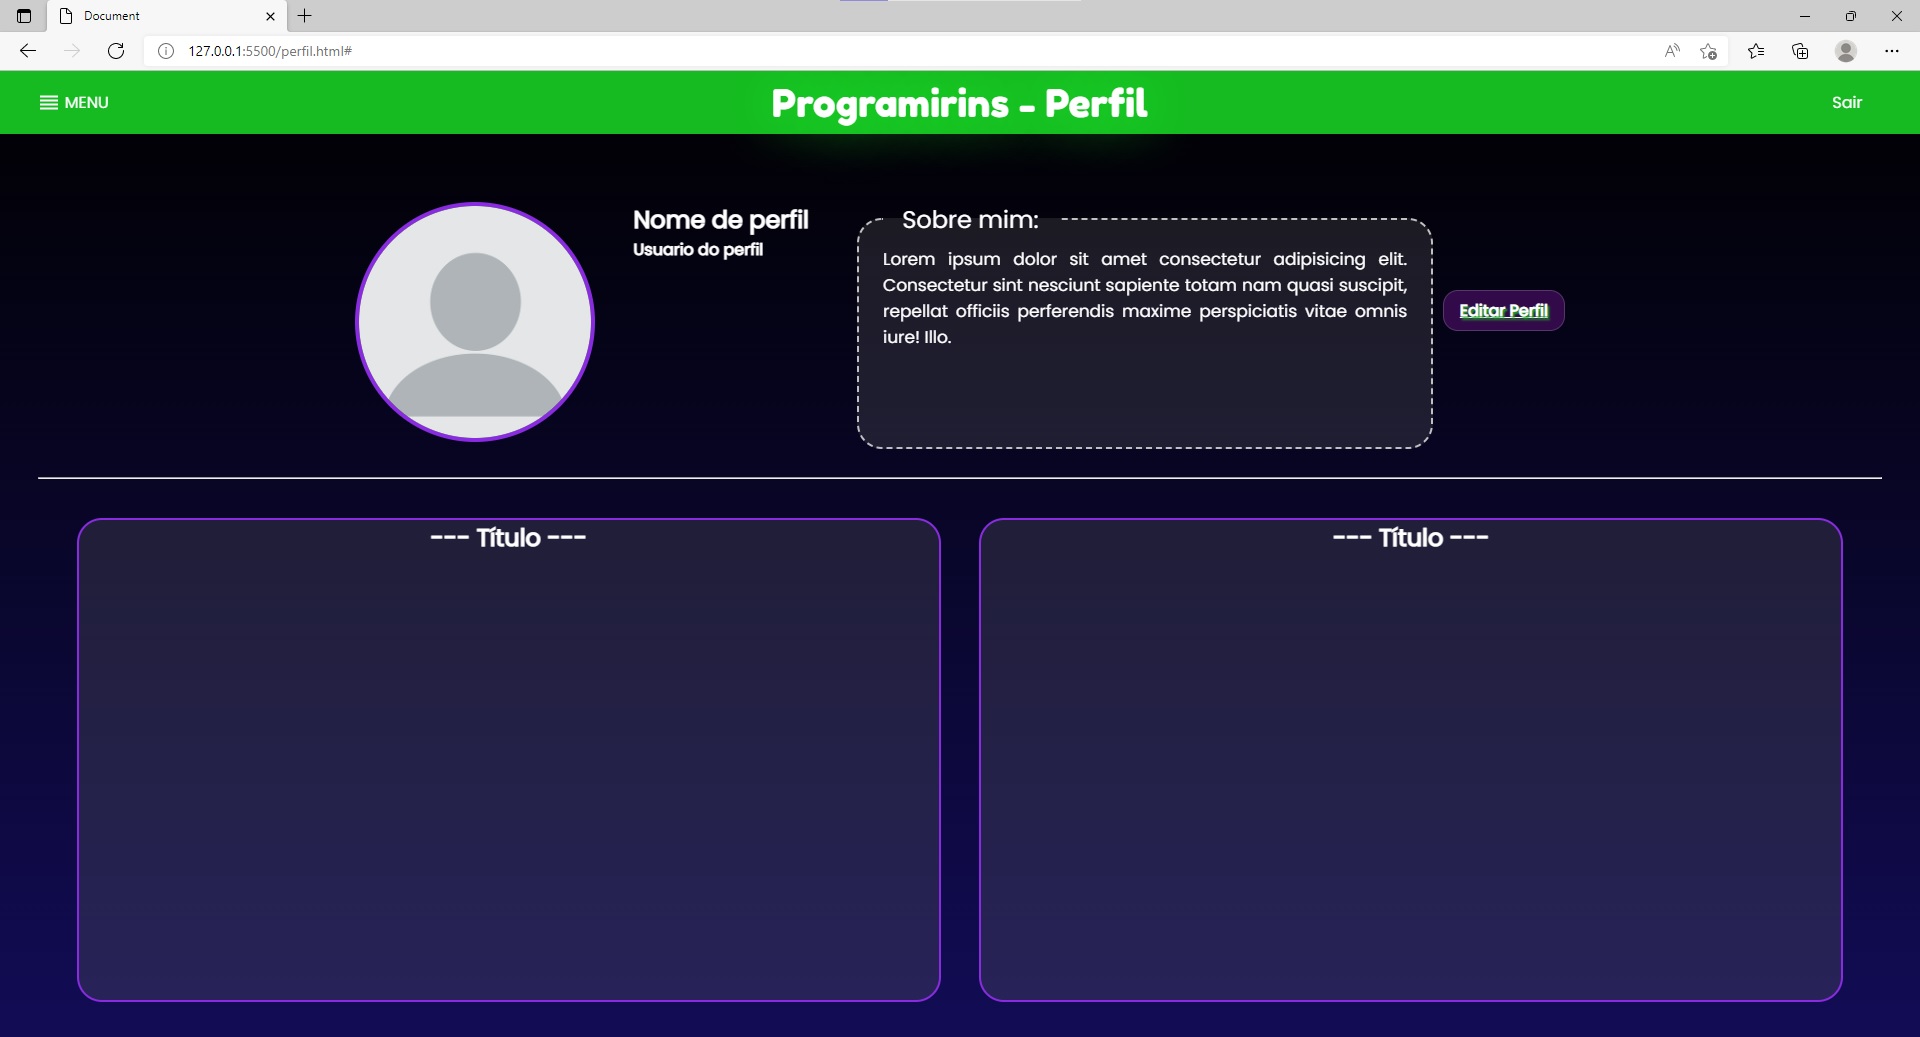 Document
127.0.0.1:5500/perfil.html#
MENU
Programirins - Perfil
Sair
Nome de perfil
Usuario do perfil
Sobre mim:
Lorem ipsum dolor sit amet consectetur adipisicing elit.
Consectetur sint nesciunt sapiente totam nam quasi suscipit,
repellat officiis perferendis maxime perspiciatis vitae omnis
iure! Illo.
Editar Perfil
--- Título ---
--- Título ---